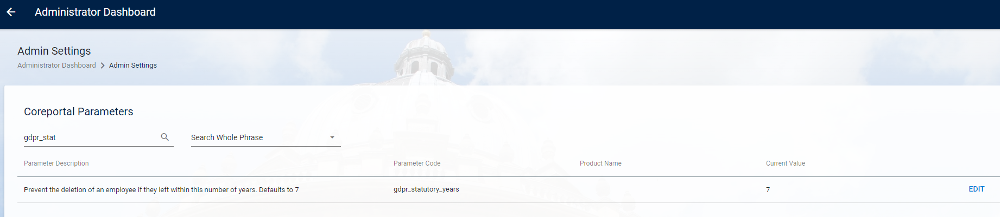 Administrator Dashboard
Admin Settings
Administrator Dashboard > Admin Settings
Coreportal Parameters
gdpr_stat Search Whole Phrase
Parameter Description Parameter Code Product Name Current Value
Prevent the deletion of an employee if they left within this number of years. Defaults to 7 gdpr_statutory_years 7 EDIT